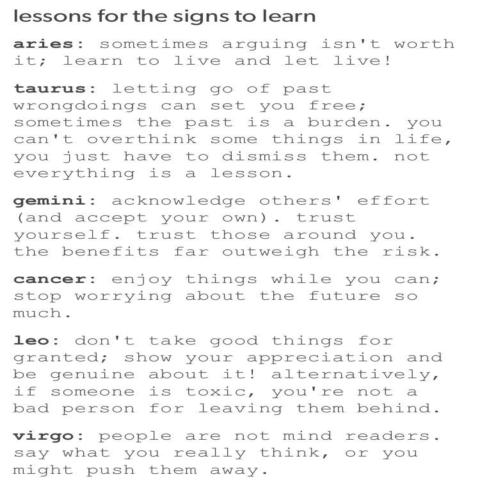 lessons for the signs to learn
aries: sometimes arguing isn't worth
it; learn to live and let live!
taurus: letting go of past
wrongdoings can set you free;
sometimes the past is a burden. you
can't overthink some things in life,
you just have to dismiss them. not
everything is a lesson.
gemini: acknowledge others' effort
(and accept your own). trust
yourself. trust those around you.
the benefits far outweigh the risk.
cancer: enjoy things while you can;
stop worrying about the future so
much.
leo: don't take good things for
granted; show your appreciation and
be genuine about it! alternatively,
if someone is toxic, you're not a
bad person for leaving them behind.
virgo: people are not mind readers.
say what you really think, or you
might push them away.